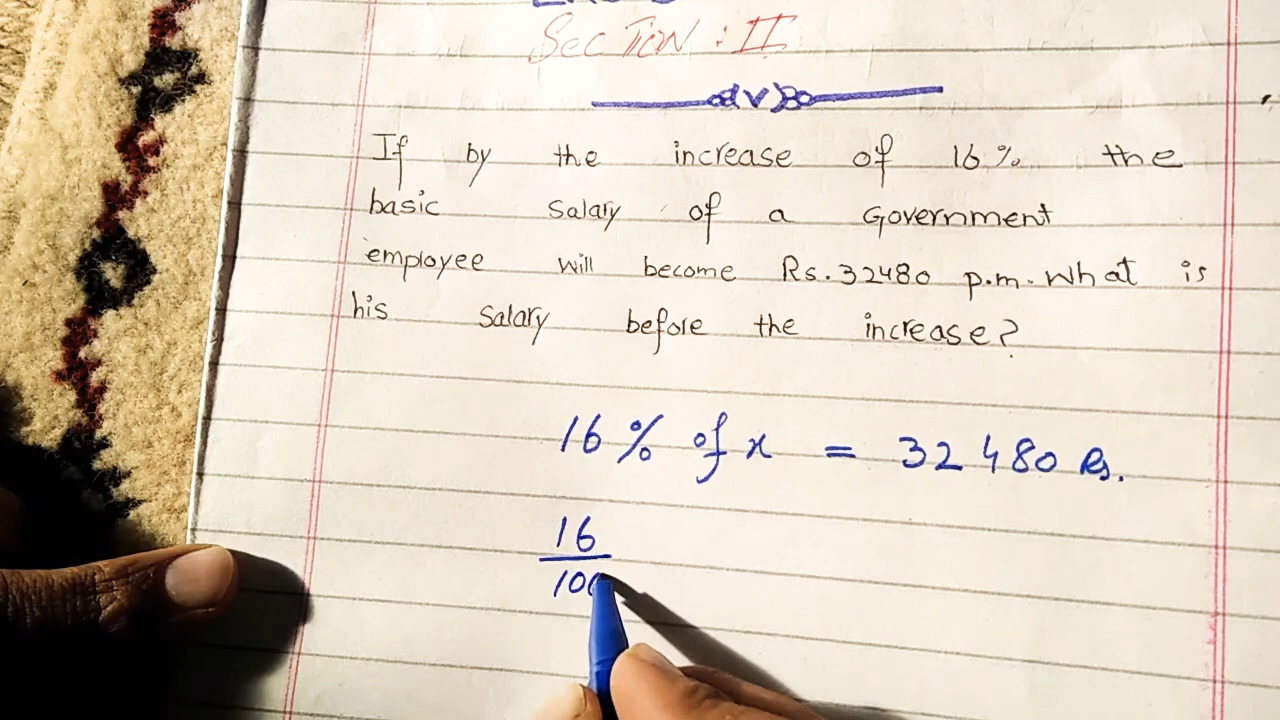 SECTION : II
(V)
If by the increase of 16% the
basic salary of a Government
employee will become Rs.32480 p.m. What is
his salary before the increase?
16% of x = 32480 Rs.
16
100